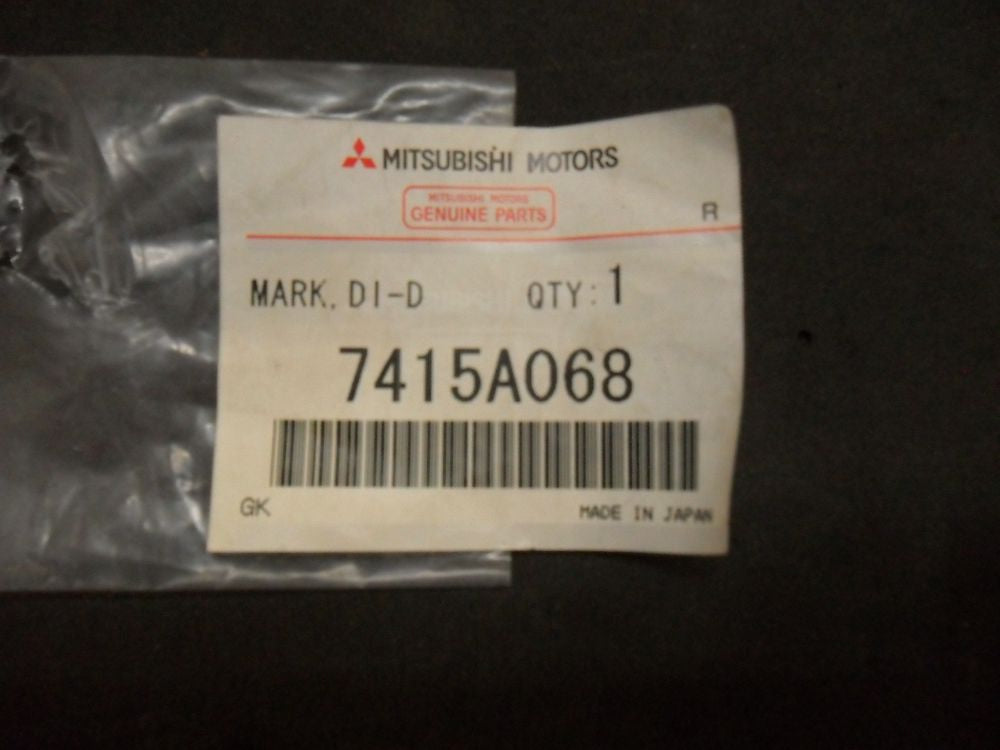 MITSUBISHI MOTORS
MITSUBISHI MOTORS
GENUINE PARTS
R
MARK, DI-D QTY: 1
7415A068
GK MADE IN JAPAN